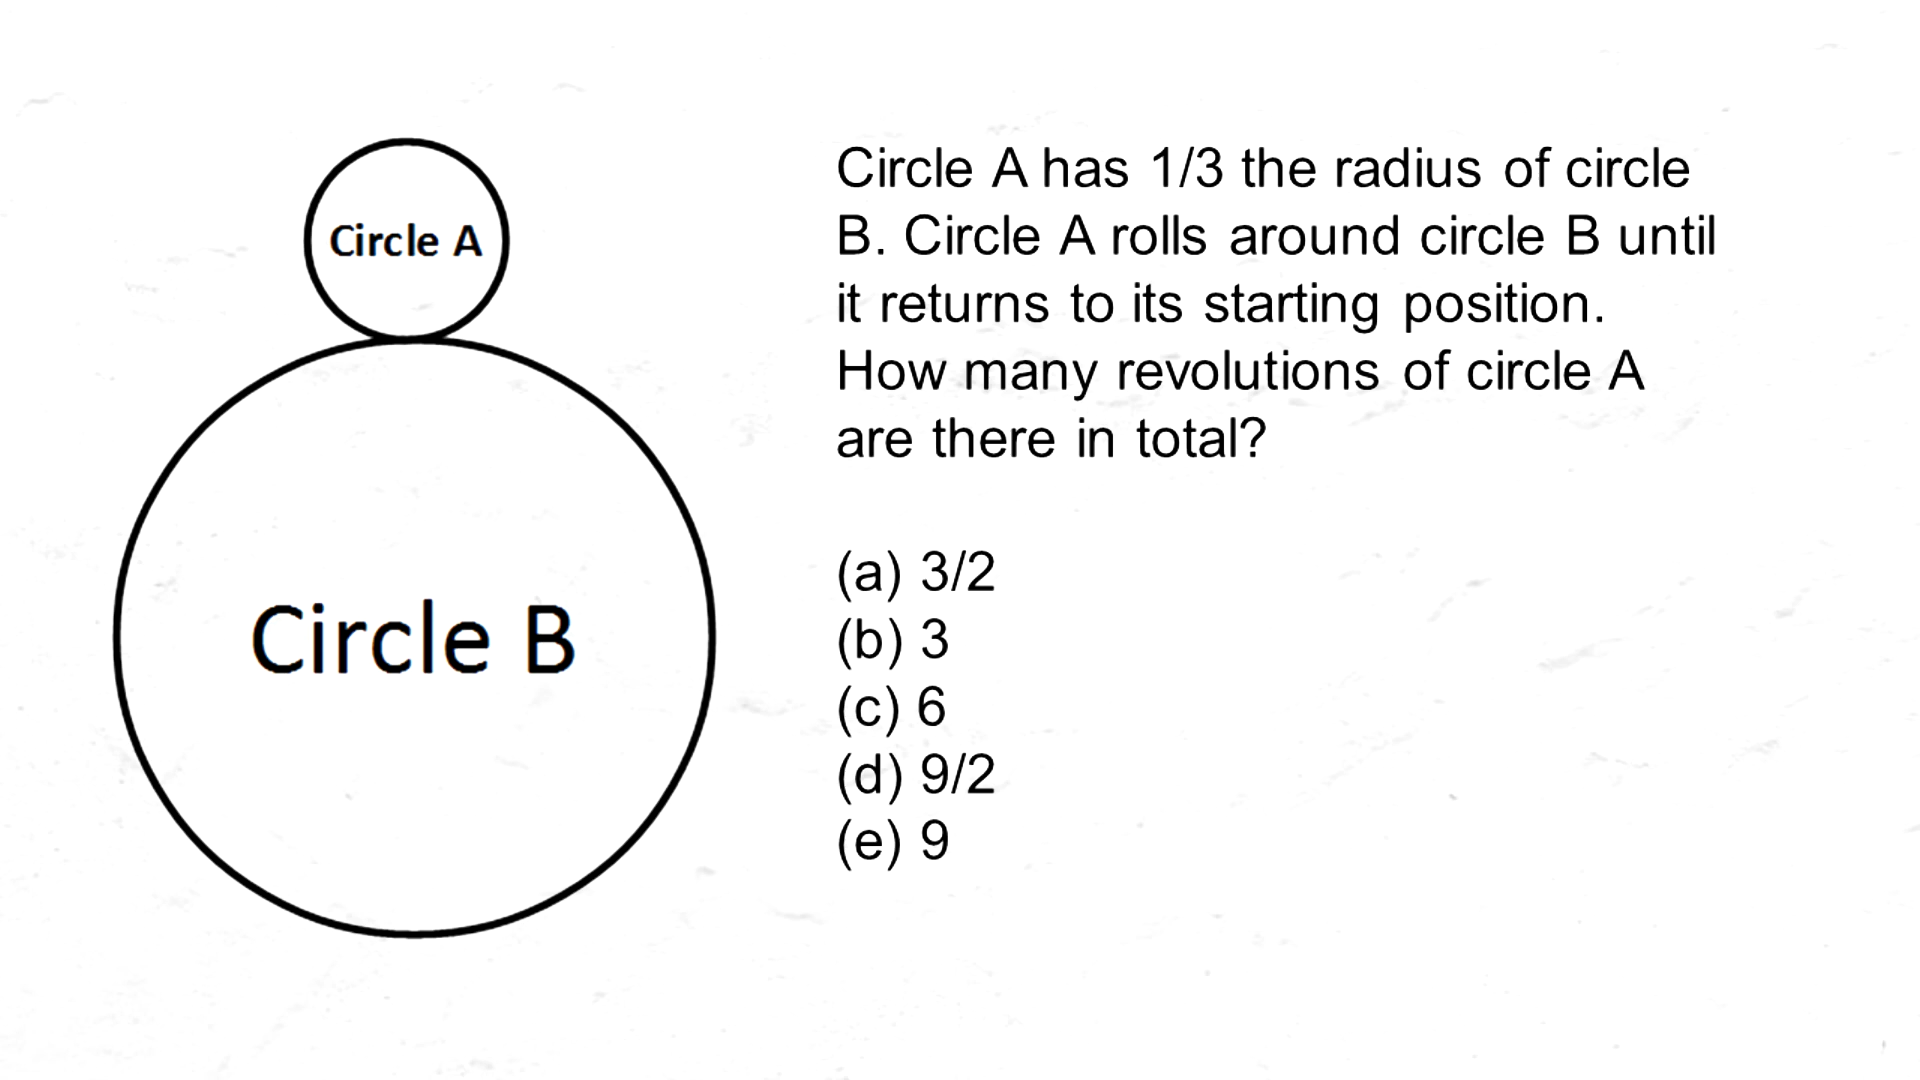 Circle A
Circle B
Circle A has 1/3 the radius of circle
B. Circle A rolls around circle B until
it returns to its starting position.
How many revolutions of circle A
are there in total?
(a) 3/2
(b) 3
(c) 6
(d) 9/2
(e) 9